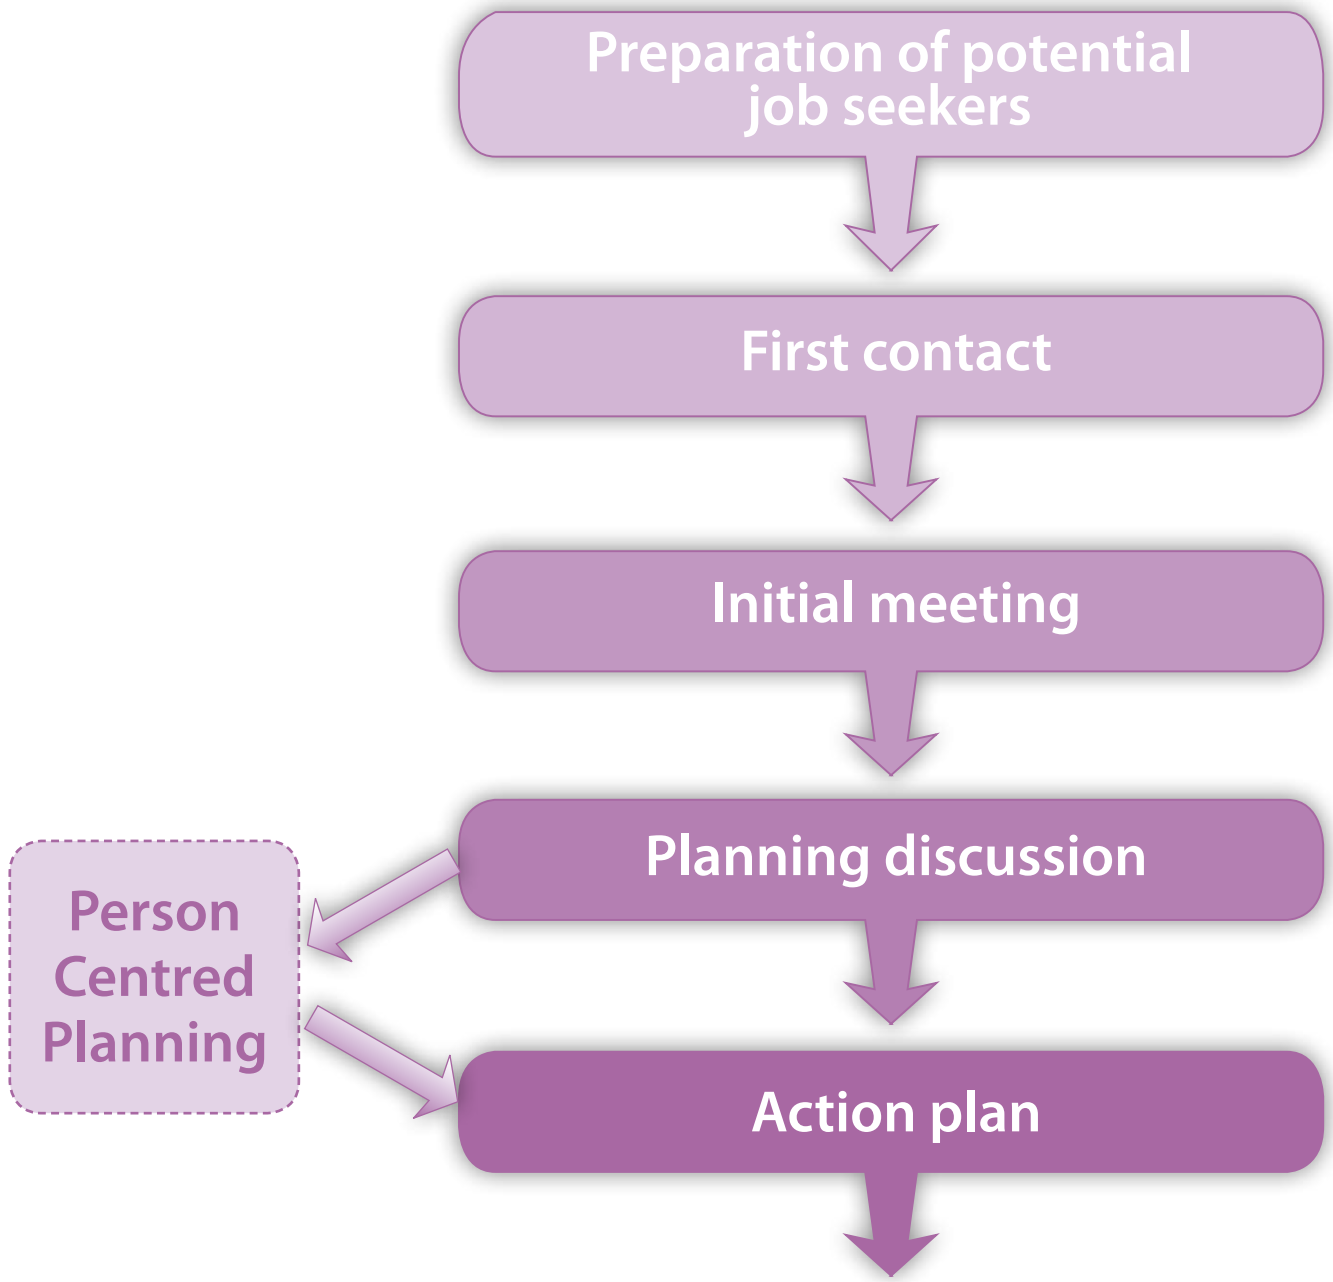 Preparation of potential
job seekers
First contact
Initial meeting
Planning discussion
Person
Centred
Planning
Action plan